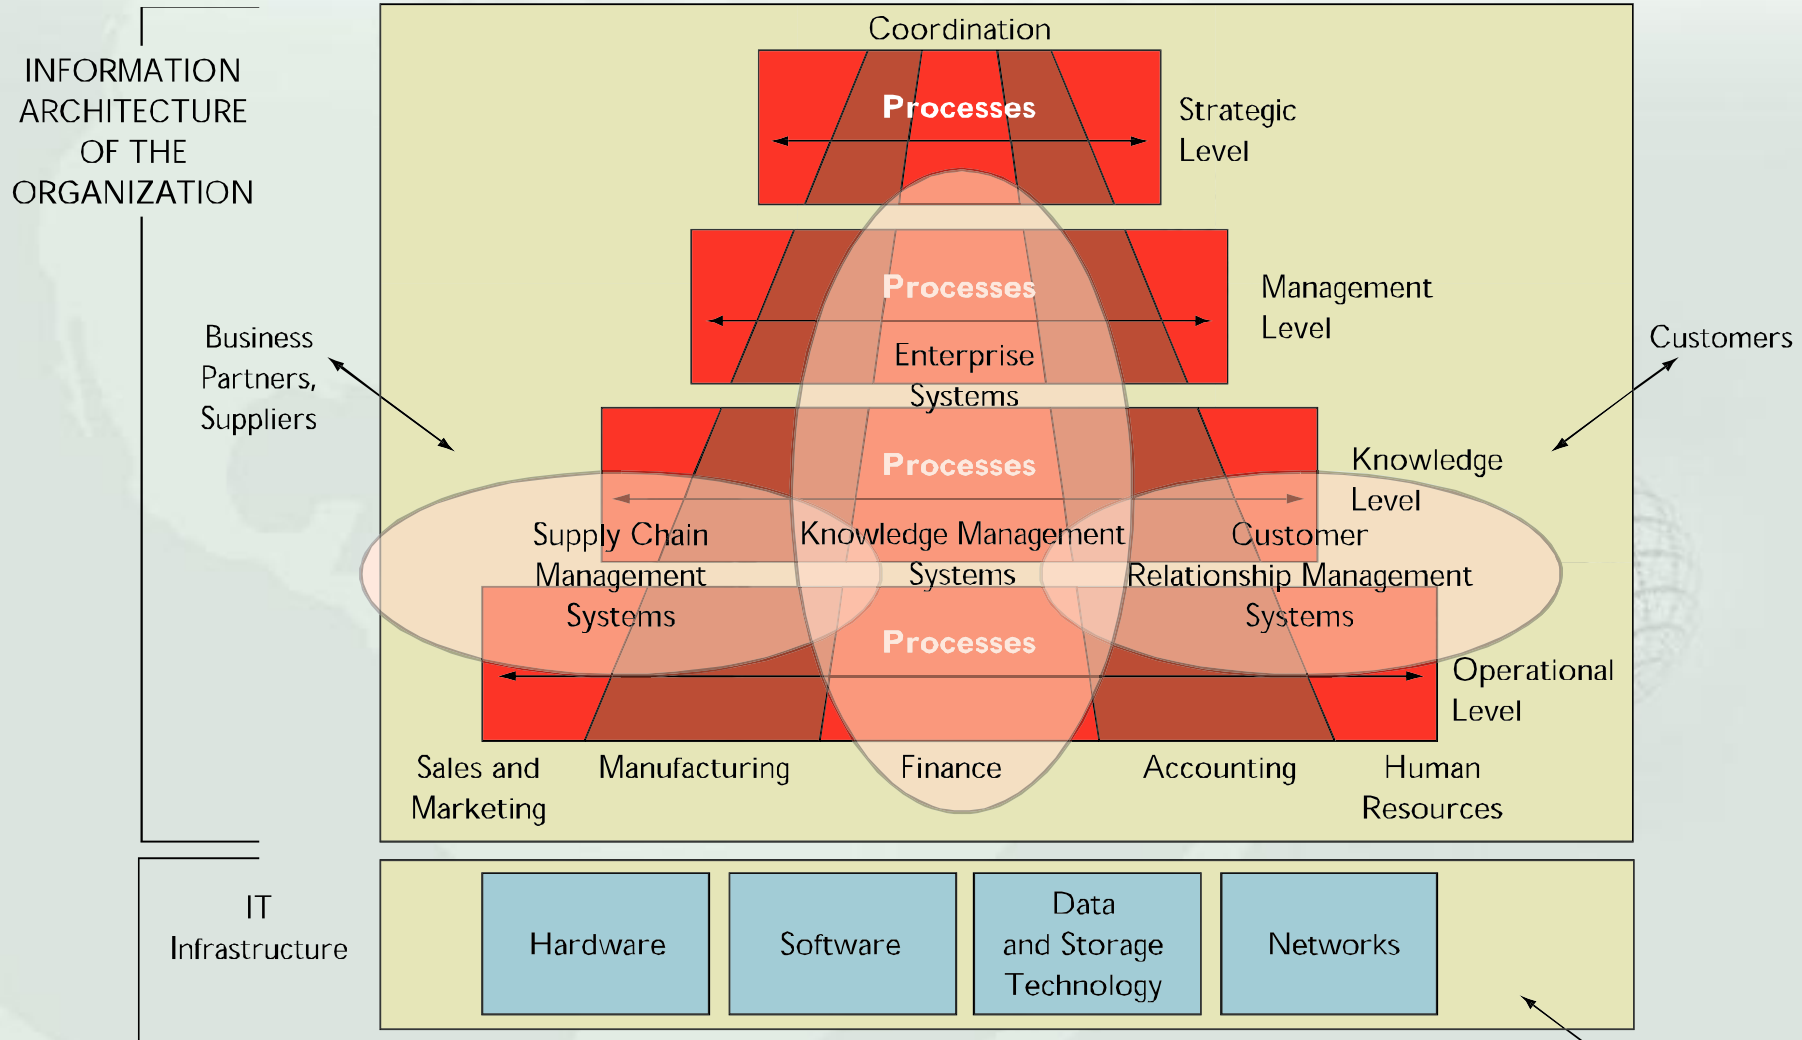 Coordination
INFORMATION
ARCHITECTURE
OF THE
ORGANIZATION
Processes
Strategic
Level
Processes
Management
Level
Business
Partners,
Suppliers
Customers
Enterprise
Systems
Processes
Knowledge
Level
Supply Chain
Management
Systems
Knowledge Management
Systems
Customer
Relationship Management
Systems
Processes
Operational
Level
Sales and
Marketing
Manufacturing
Finance
Accounting
Human
Resources
IT
Infrastructure
Hardware
Software
Data
and Storage
Technology
Networks